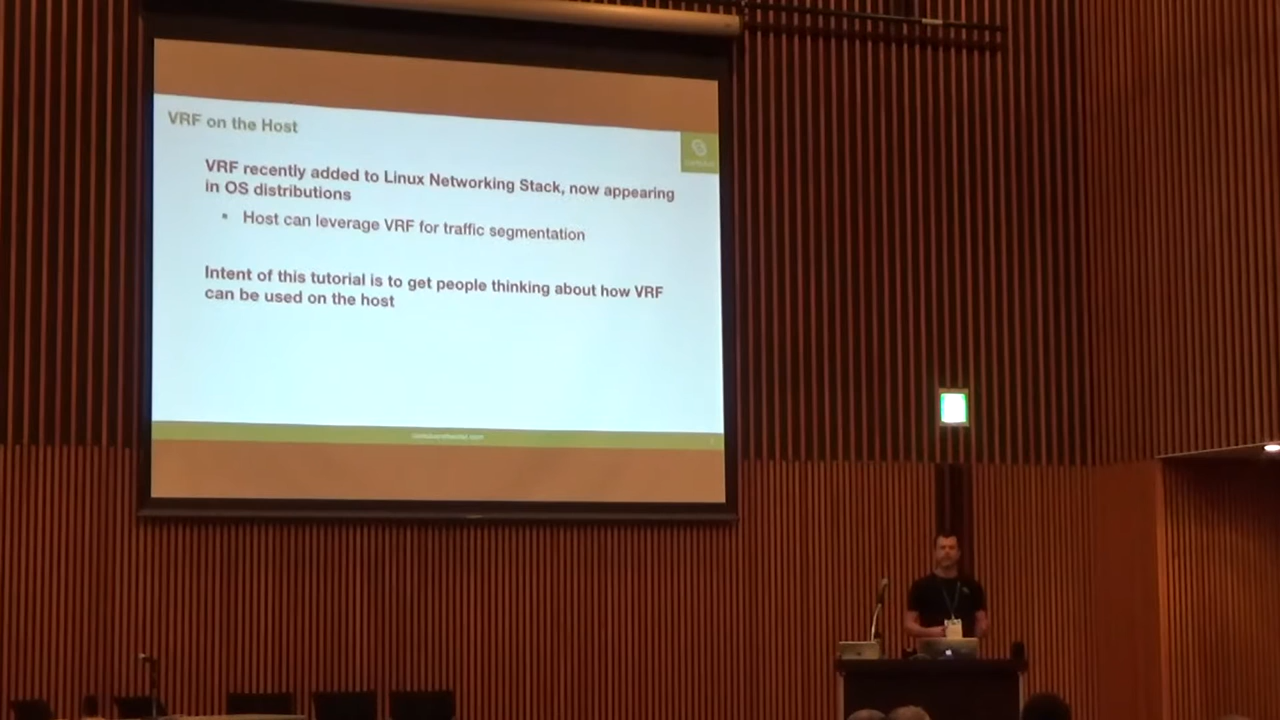 VRF on the Host
VRF recently added to Linux Networking Stack, now appearing
in OS distributions
• Host can leverage VRF for traffic segmentation
Intent of this tutorial is to get people thinking about how VRF
can be used on the host